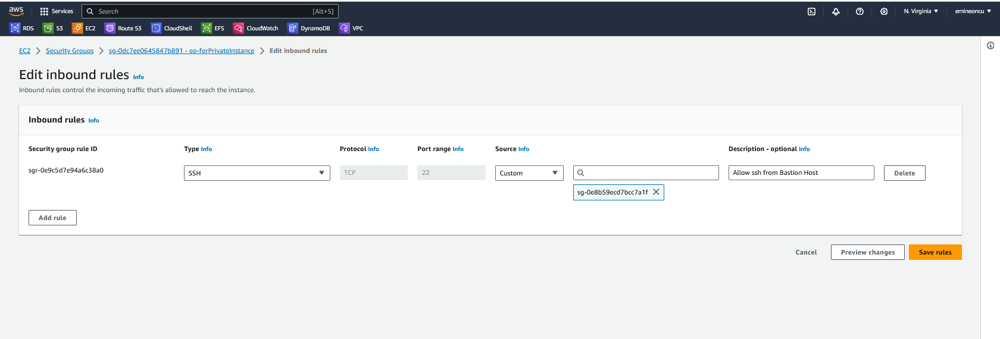 aws Services Search [Alt+S] N. Virginia emineoncu
RDS S3 EC2 Route 53 CloudShell EFS CloudWatch DynamoDB VPC
EC2 Security Groups sg-0dc7ee0645847b891 - eo-forPrivateInstance Edit inbound rules
Edit inbound rules Info
Inbound rules control the incoming traffic that's allowed to reach the instance.
Inbound rules Info
Security group rule ID Type Info Protocol Info Port range Info Source Info Description - optional Info
sgr-0e9c5d7e94a6c38a0 SSH TCP 22 Custom Allow ssh from Bastion Host Delete
sg-0e8b59ecd7bcc7a1f
Add rule
Cancel Preview changes Save rules